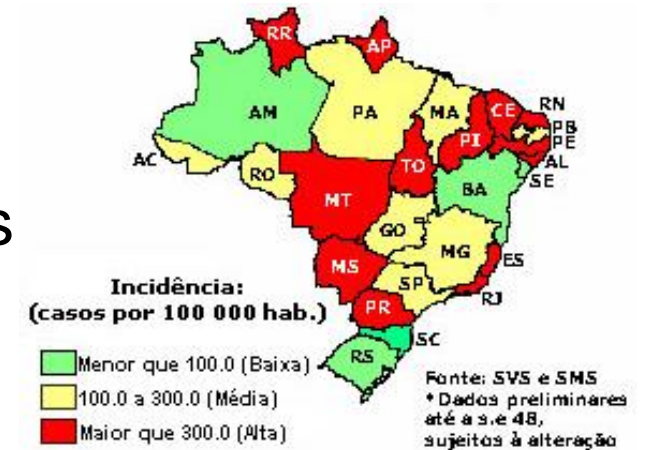 RR
AP
AM
PA
MA
CE
RN
PB
PE
PI
AL
SE
AC
RO
TO
BA
MT
GO
MG
ES
MS
SP
RJ
PR
SC
RS
s
Incidência:
(casos por 100 000 hab.)
Menor que 100.0 (Baixa)
100.0 a 300.0 (Média)
Maior que 300.0 (Alta)
Fonte: SVS e SMS
*Dados preliminares
até a s.e 48,
sujeitos à alteração